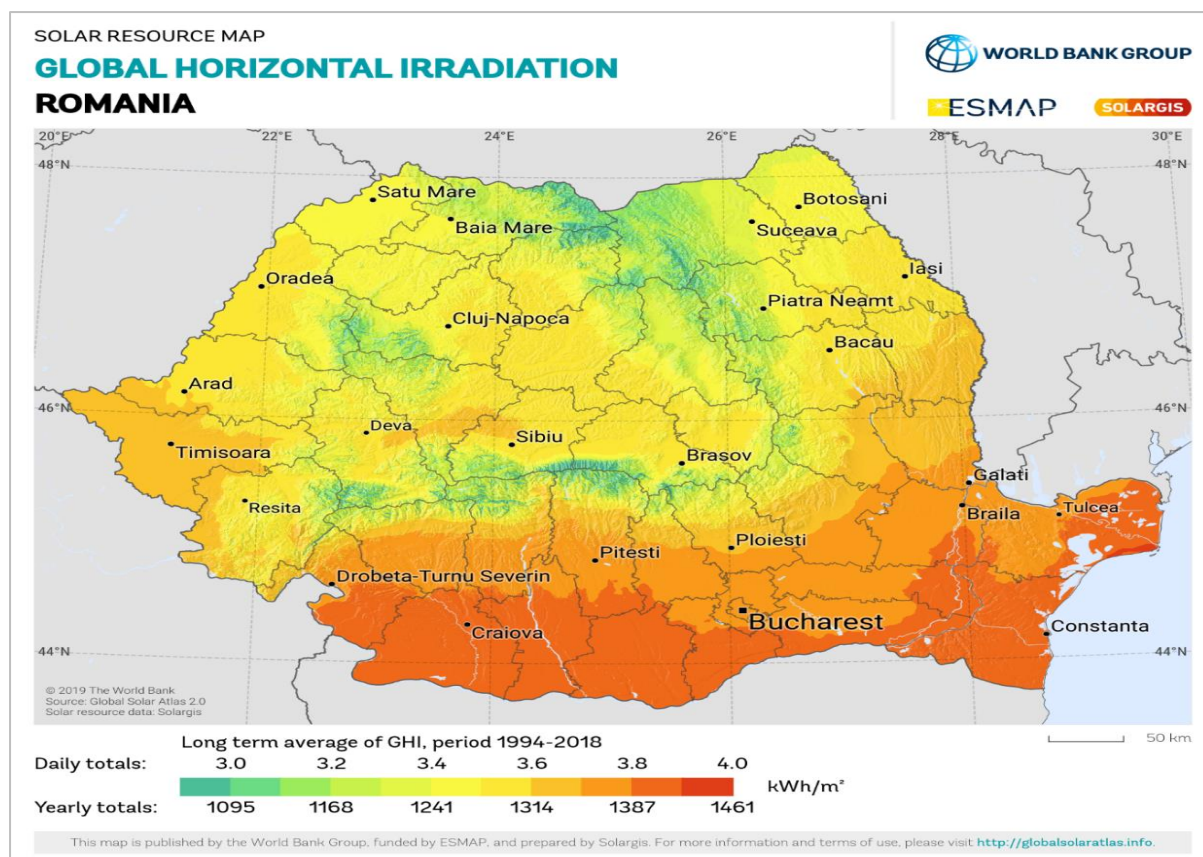 SOLAR RESOURCE MAP
GLOBAL HORIZONTAL IRRADIATION
ROMANIA
WORLD BANK GROUP
ESMAP
SOLARGIS
20°E 22°E 24°E 26°E 28°E 30°E
48°N 48°N
Satu Mare
Botosani
Baia Mare
Suceava
Oradea
Iasi
Piatra Neamt
Cluj-Napoca
Bacau
Arad
46°N 46°N
Deva
Sibiu
Timisoara
Brasov
Galati
Resita
Braila
Tulcea
Ploiesti
Pitesti
Drobeta-Turnu Severin
Bucharest
Craiova
Constanta
44°N 44°N
© 2019 The World Bank
Source: Global Solar Atlas 2.0
Solar resource data: Solargis
Long term average of GHI, period 1994-2018
50 km
Daily totals: 3.0 3.2 3.4 3.6 3.8 4.0
kWh/m²
Yearly totals: 1095 1168 1241 1314 1387 1461
This map is published by the World Bank Group, funded by ESMAP, and prepared by Solargis. For more information and terms of use, please visit http://globalsolaratlas.info.